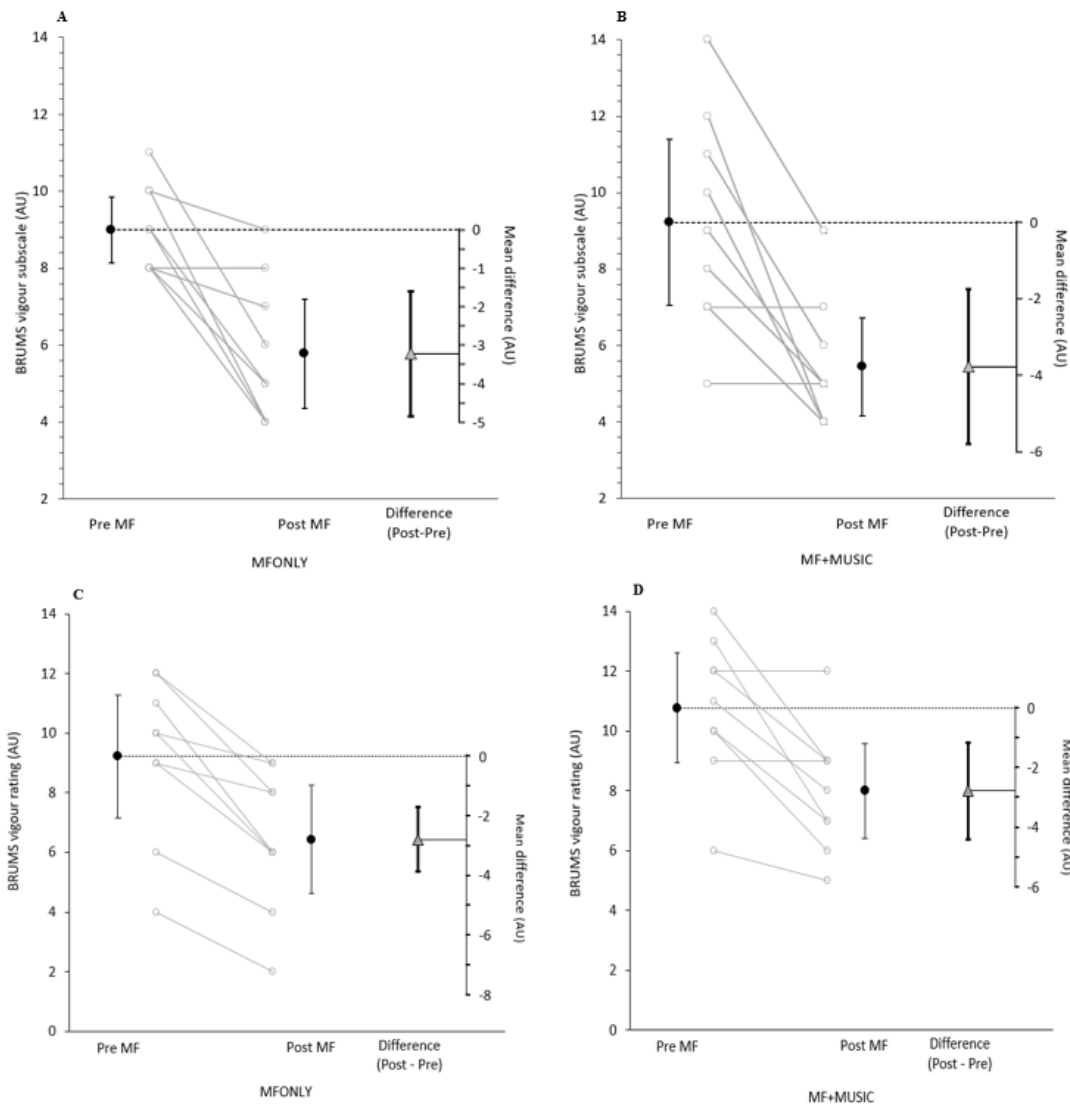 A
14
12
10
8
6
4
2
BRUMS vigour subscale (AU)
0
-1
-2
-3
-4
-5
Mean difference (AU)
Pre MF
Post MF
Difference
(Post-Pre)
MFONLY
B
14
12
10
8
6
4
2
BRUMS vigour subscale (AU)
0
-2
-4
-6
Mean difference (AU)
Pre MF
Post MF
Difference
(Post-Pre)
MF+MUSIC
C
14
12
10
8
6
4
2
0
BRUMS vigour rating (AU)
0
-2
-4
-6
-8
Mean difference (AU)
Pre MF
Post MF
Difference
(Post - Pre)
MFONLY
D
14
12
10
8
6
4
2
0
BRUMS vigour rating (AU)
0
-2
-4
-6
Mean difference (AU)
Pre MF
Post MF
Difference
(Post - Pre)
MF+MUSIC